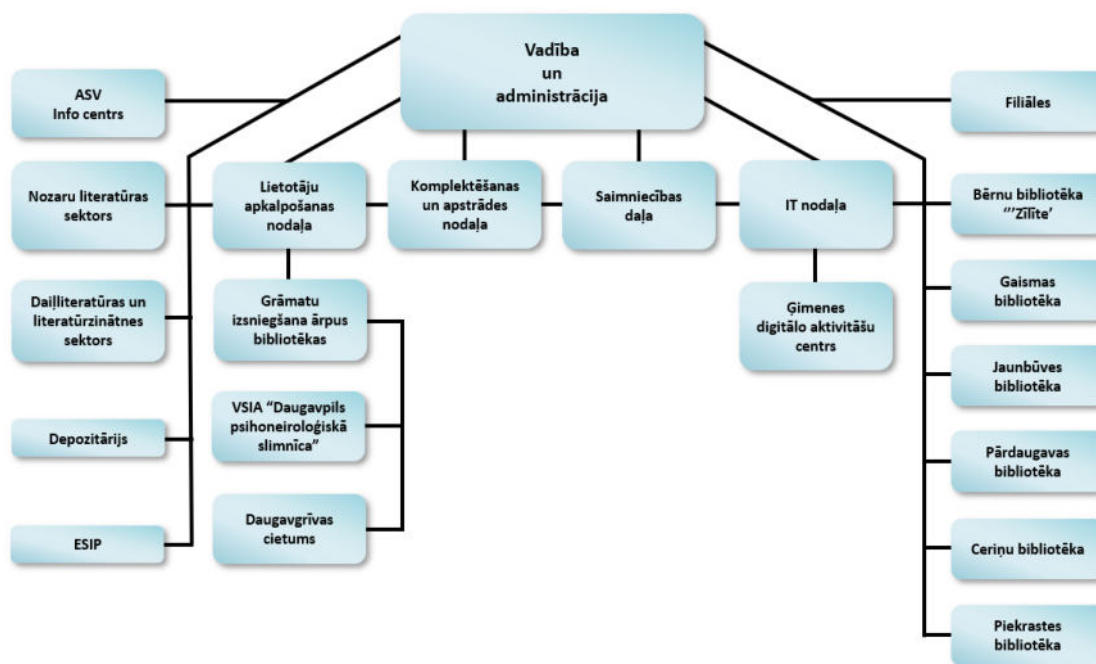 Vadība
un
administrācija
ASV
Info centrs
Filiāles
Nozaru literatūras
sektors
Lietotāju
apkalpošanas
nodaļa
Komplektēšanas
un apstrādes
nodaļa
Saimniecības
daļa
IT nodaļa
Bērnu bibliotēka
“”Zīlīte’
Daiļliteratūras un
literatūrzinātnes
sektors
Grāmatu
izsniegšana ārpus
bibliotēkas
Ģimenes
digitālo aktivitāšu
centrs
Gaismas
bibliotēka
Jaunbūves
bibliotēka
Depozitārijs
VSIA “Daugavpils
psihoneiroloģiskā
slimnīca”
Pārdaugavas
bibliotēka
ESIP
Daugavgrīvas
cietums
Ceriņu bibliotēka
Piekrastes
bibliotēka